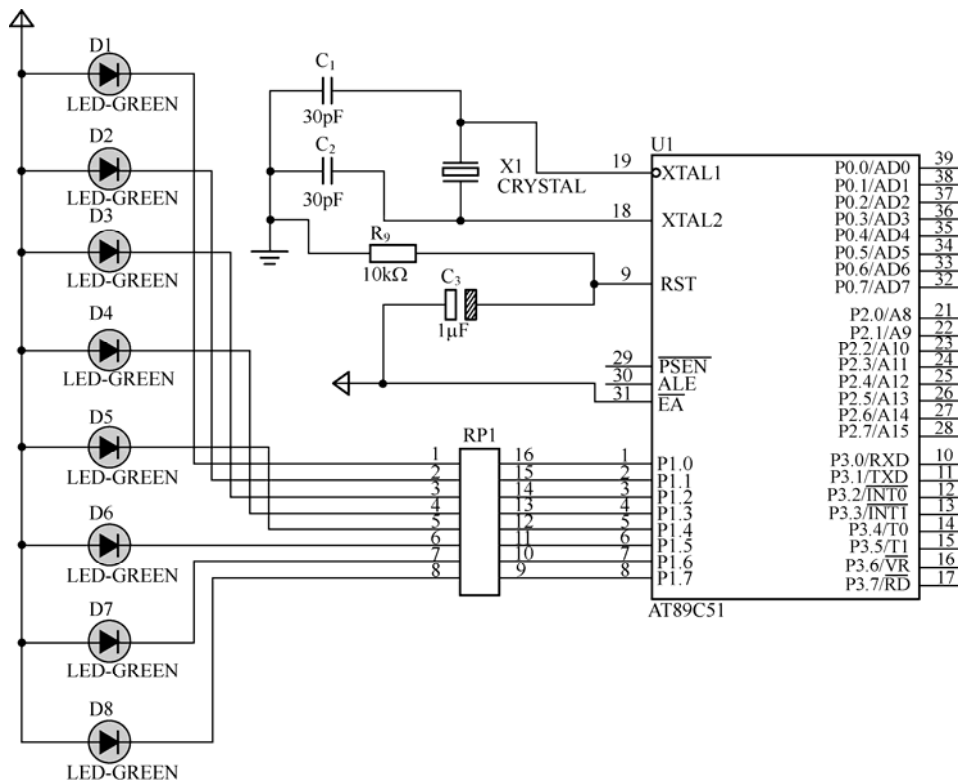 D1
LED-GREEN
D2
LED-GREEN
D3
LED-GREEN
D4
LED-GREEN
D5
LED-GREEN
D6
LED-GREEN
D7
LED-GREEN
D8
LED-GREEN
C1
30pF
C2
30pF
X1
CRYSTAL
R9
10kΩ
C3
1μF
RP1
1 16
2 15
3 14
4 13
5 12
6 11
7 10
8 9
U1
19 XTAL1
18 XTAL2
9 RST
29 PSEN
30 ALE
31 EA
1 P1.0
2 P1.1
3 P1.2
4 P1.3
5 P1.4
6 P1.5
7 P1.6
8 P1.7
P0.0/AD0 39
P0.1/AD1 38
P0.2/AD2 37
P0.3/AD3 36
P0.4/AD4 35
P0.5/AD5 34
P0.6/AD6 33
P0.7/AD7 32
P2.0/A8 21
P2.1/A9 22
P2.2/A10 23
P2.3/A11 24
P2.4/A12 25
P2.5/A13 26
P2.6/A14 27
P2.7/A15 28
P3.0/RXD 10
P3.1/TXD 11
P3.2/INT0 12
P3.3/INT1 13
P3.4/T0 14
P3.5/T1 15
P3.6/VR 16
P3.7/RD 17
AT89C51